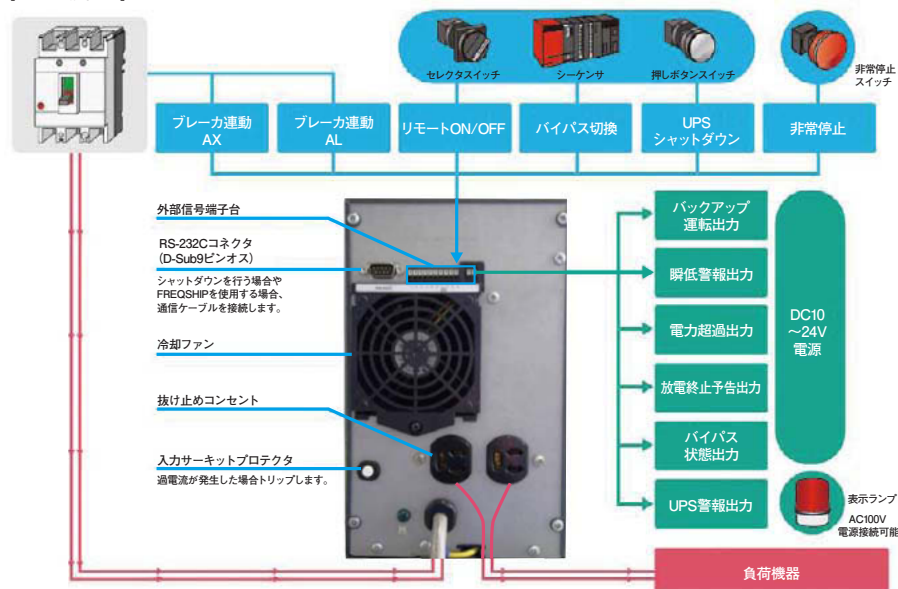 セレクタスイッチ
シーケンサ
押しボタンスイッチ
非常停止
スイッチ
ブレーカ連動
AX
ブレーカ連動
AL
リモートON/OFF
バイパス切換
UPS
シャットダウン
非常停止
外部信号端子台
RS-232Cコネクタ
(D-Sub9ピンオス)
シャットダウンを行う場合や
FREQSHIPを使用する場合、
通信ケーブルを接続します。
冷却ファン
抜け止めコンセント
入力サーキットプロテクタ
過電流が発生した場合トリップします。
バックアップ
運転出力
瞬低警報出力
電力超過出力
放電終止予告出力
バイパス
状態出力
UPS警報出力
DC10
～24V
電源
表示ランプ
AC100V
電源接続可能
負荷機器